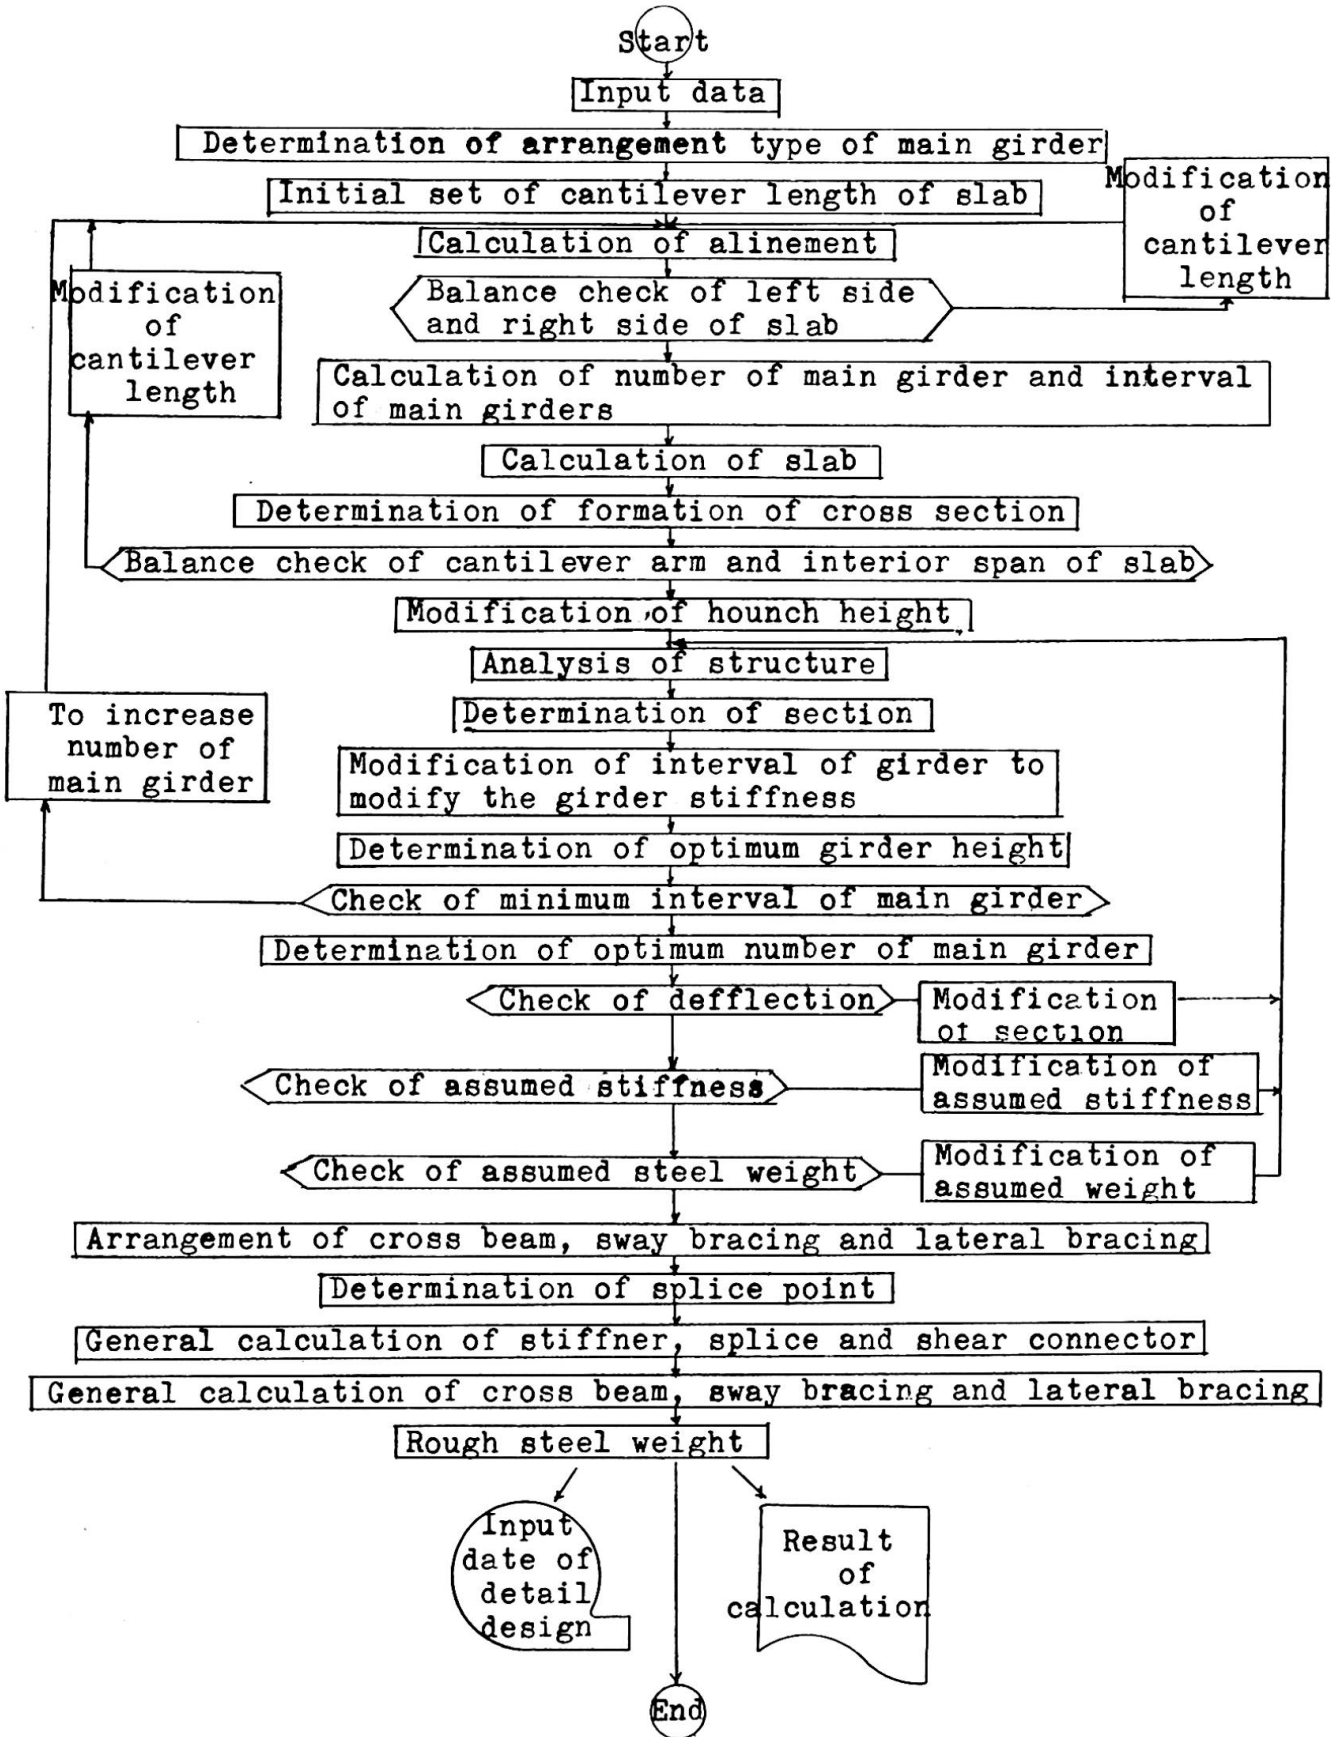 Start
Input data
Determination of arrangement type of main girder
Initial set of cantilever length of slab
Modification
of
cantilever
length
Calculation of alinement
Balance check of left side
and right side of slab
Modification
of
cantilever
length
Calculation of number of main girder and interval
of main girders
Calculation of slab
Determination of formation of cross section
Balance check of cantilever arm and interior span of slab
Modification of hounch height
Analysis of structure
Determination of section
To increase
number of
main girder
Modification of interval of girder to
modify the girder stiffness
Determination of optimum girder height
Check of minimum interval of main girder
Determination of optimum number of main girder
Check of defflection
Modification
of section
Check of assumed stiffness
Modification of
assumed stiffness
Check of assumed steel weight
Modification of
assumed weight
Arrangement of cross beam, sway bracing and lateral bracing
Determination of splice point
General calculation of stiffner, splice and shear connector
General calculation of cross beam, sway bracing and lateral bracing
Rough steel weight
Input
date of
detail
design
Result
of
calculation
End